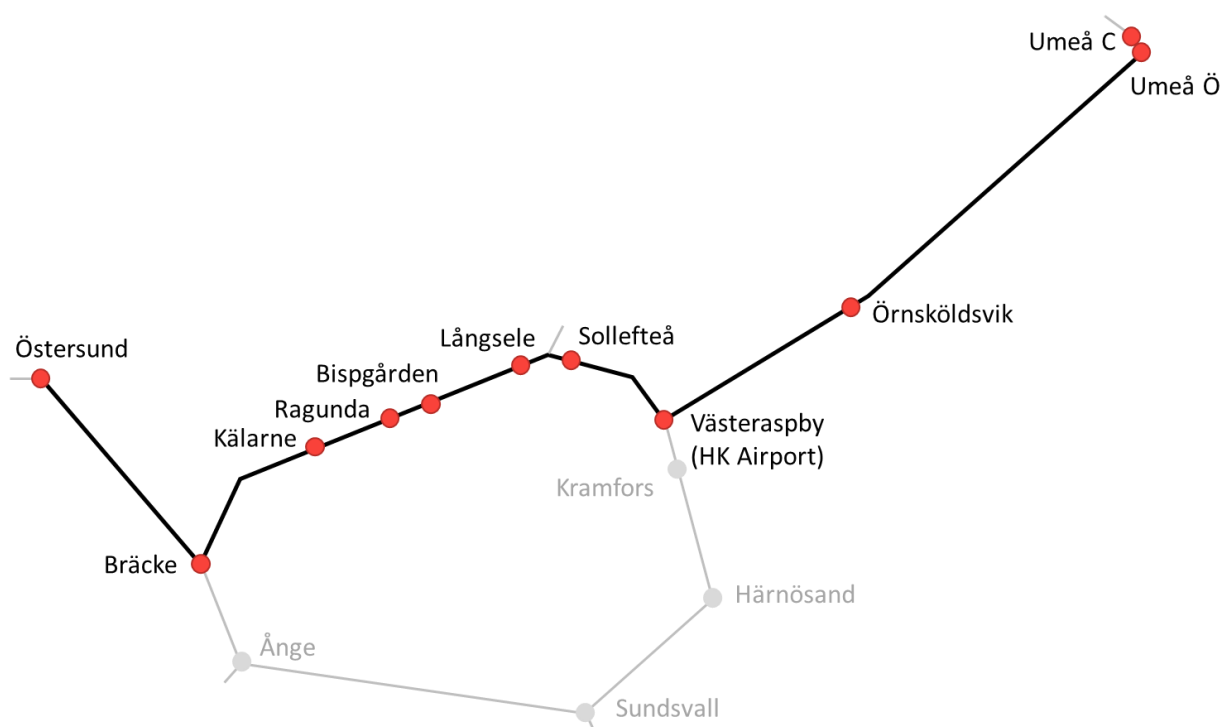 Umeå C
Umeå Ö
Örnsköldsvik
Sollefteå
Långsele
Östersund
Bispgården
Ragunda
Kälarne
Västeraspby
(HK Airport)
Kramfors
Bräcke
Härnösand
Ånge
Sundsvall